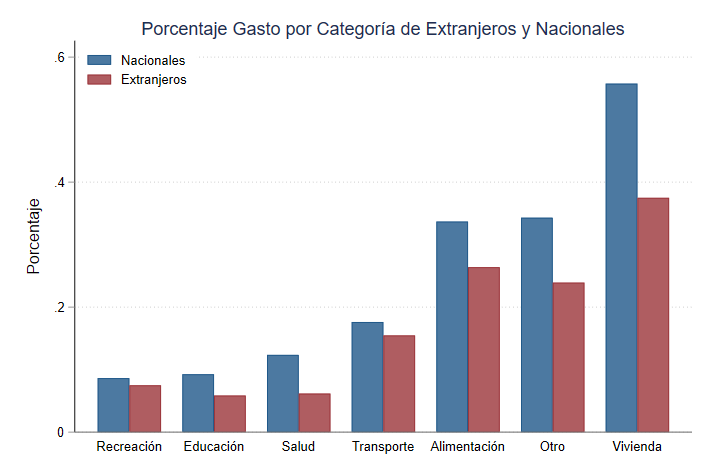 Porcentaje Gasto por Categoría de Extranjeros y Nacionales
Nacionales
Extranjeros
Porcentaje
.6
.4
.2
0
Recreación Educación Salud Transporte Alimentación Otro Vivienda